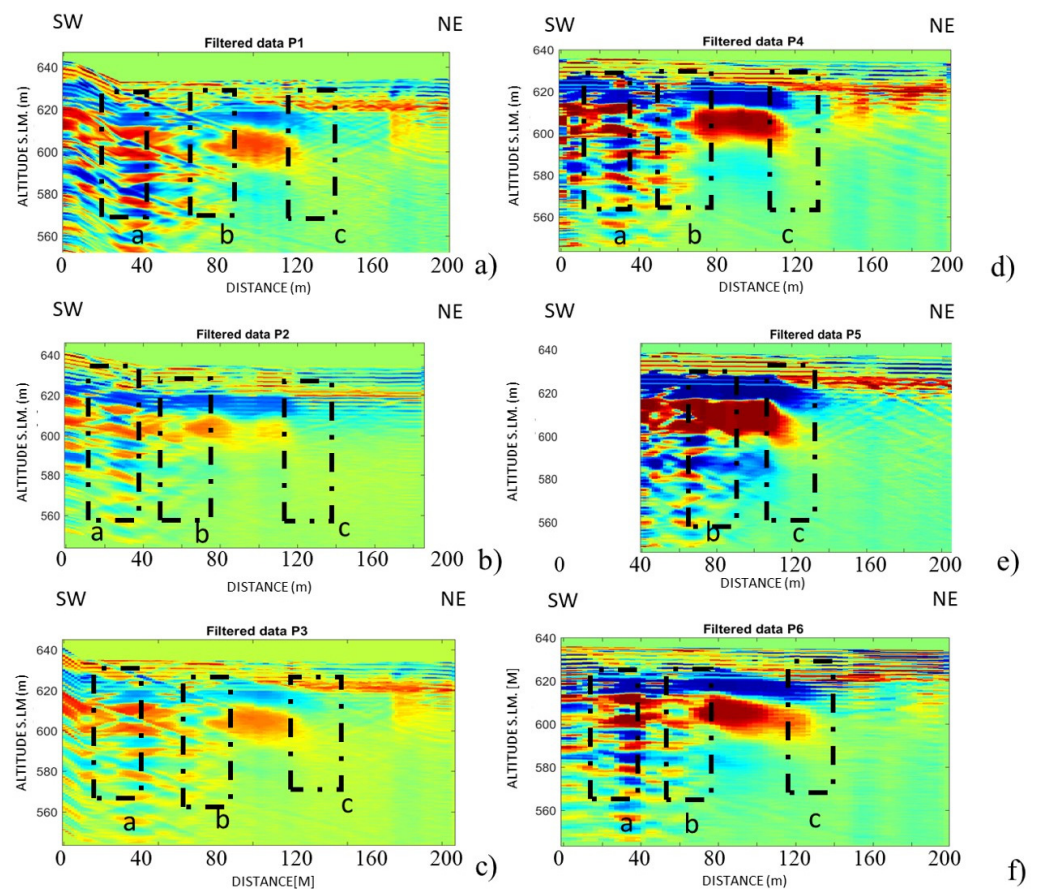 SW NE
Filtered data P1
ALTITUDE S.LM. (m)
640
620
600
580
560
a b c
0 40 80 120 160 200
DISTANCE (m)
a)
SW NE
Filtered data P4
ALTITUDE S.LM. (m)
640
620
600
580
560
a b c
0 40 80 120 160 200
DISTANCE (m)
d)
SW NE
Filtered data P2
ALTITUDE S.LM. (m)
640
620
600
580
560
a b c
0 40 80 120 160 200
DISTANCE (m)
b)
SW NE
Filtered data P5
ALTITUDE S.LM. (m)
640
620
600
580
560
b c
0 40 80 120 160 200
DISTANCE (m)
e)
SW NE
Filtered data P3
ALTITUDE S.LM (m)
640
620
600
580
560
a b c
0 40 80 120 160 200
DISTANCE[M]
c)
SW NE
Filtered data P6
ALTITUDE S.LM. [M]
640
620
600
580
560
a b c
0 40 80 120 160 200
DISTANCE (m)
f)